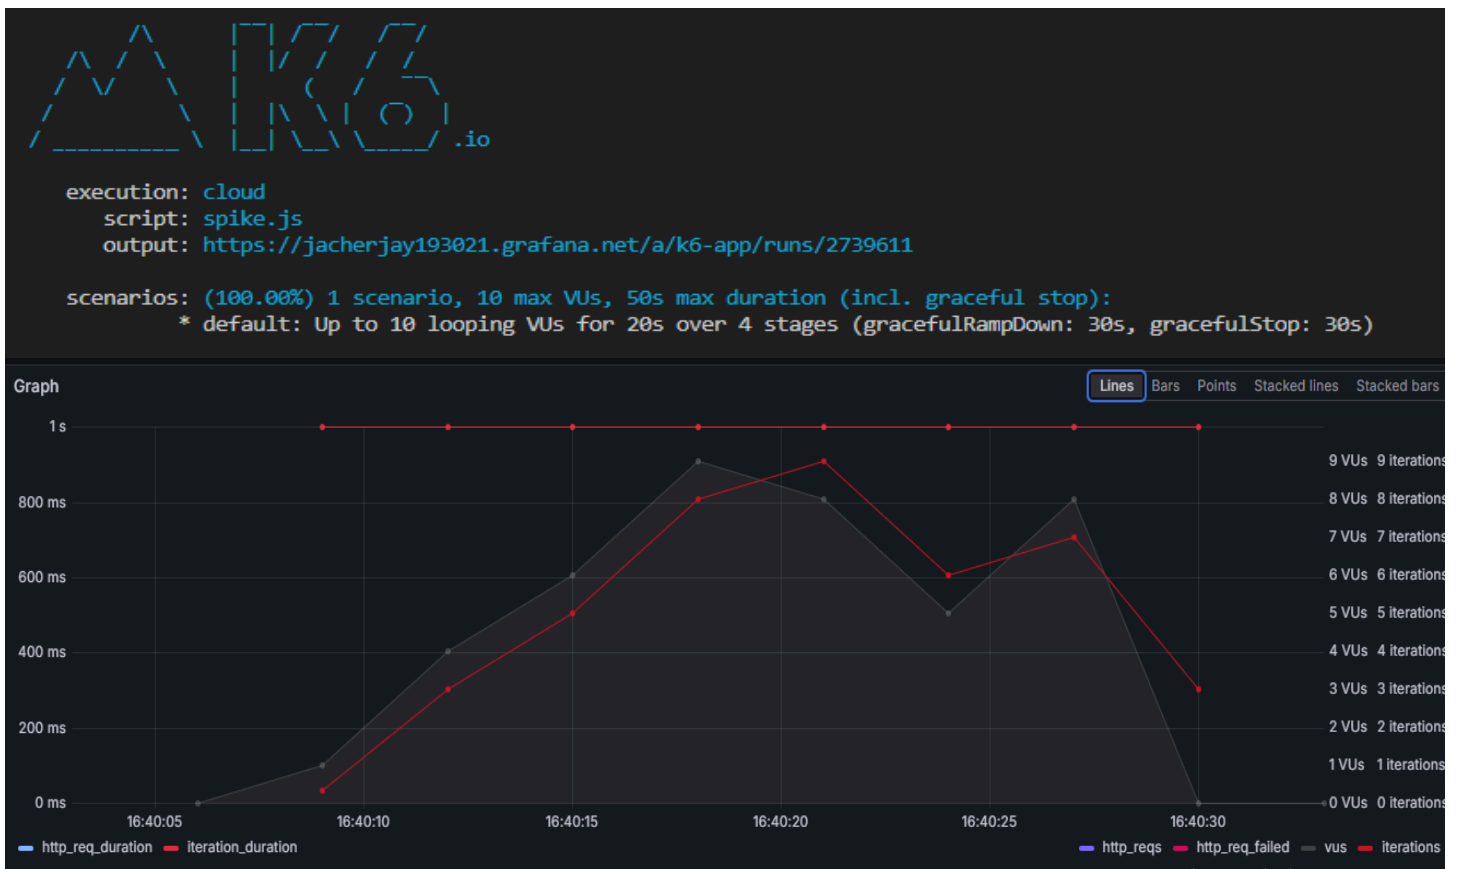 .io
execution: cloud
script: spike.js
output: https://jacherjay193021.grafana.net/a/k6-app/runs/2739611
scenarios: (100.00%) 1 scenario, 10 max VUs, 50s max duration (incl. graceful stop):
* default: Up to 10 looping VUs for 20s over 4 stages (gracefulRampDown: 30s, gracefulStop: 30s)
Graph
Lines Bars Points Stacked lines Stacked bars
1 s
9 VUs 9 iterations
800 ms
8 VUs 8 iterations
7 VUs 7 iterations
600 ms
6 VUs 6 iterations
5 VUs 5 iterations
400 ms
4 VUs 4 iterations
3 VUs 3 iterations
200 ms
2 VUs 2 iterations
1 VUs 1 iterations
0 ms
0 VUs 0 iterations
16:40:05 16:40:10 16:40:15 16:40:20 16:40:25 16:40:30
http_req_duration iteration_duration http_reqs http_req_failed vus iterations